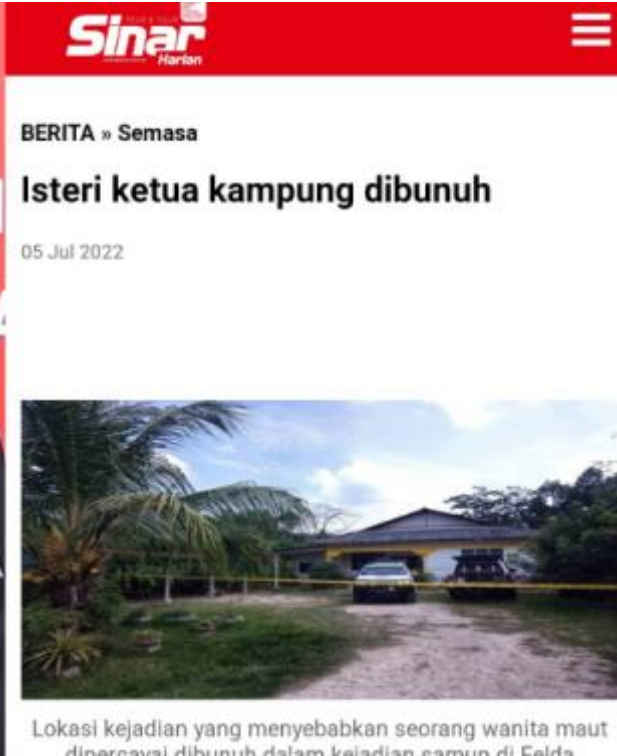 Sinar
Harian
BERITA » Semasa
Isteri ketua kampung dibunuh
05 Jul 2022
Lokasi kejadian yang menyebabkan seorang wanita maut
dipercayai dibunuh dalam kejadian samun di Felda